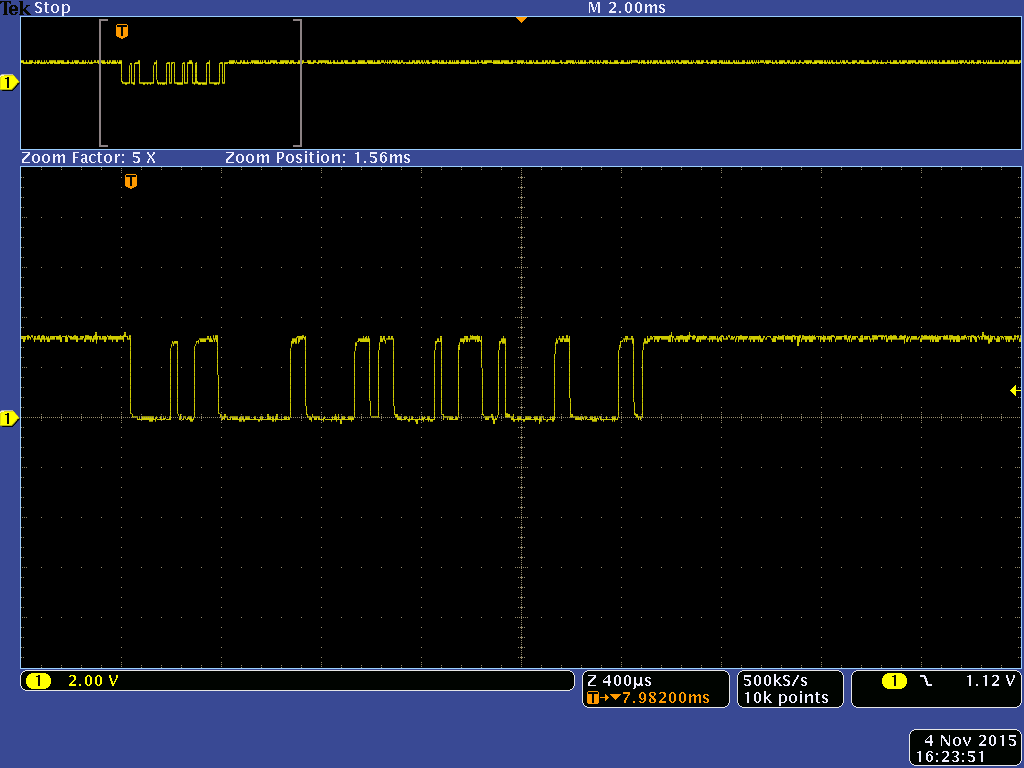 Tek Stop M 2.00ms
T
1
Zoom Factor: 5 X Zoom Position: 1.56ms
T
1
1 2.00 V Z 400µs 500kS/s 1 1.12 V
T→▼7.98200ms 10k points
4 Nov 2015
16:23:51